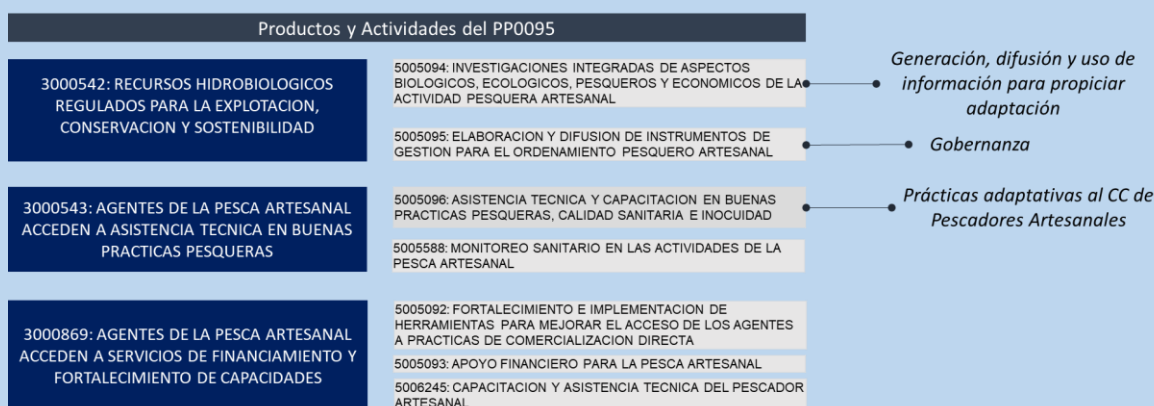 Productos y Actividades del PP0095
3000542: RECURSOS HIDROBIOLOGICOS
REGULADOS PARA LA EXPLOTACION,
CONSERVACION Y SOSTENIBILIDAD
5005094: INVESTIGACIONES INTEGRADAS DE ASPECTOS
BIOLOGICOS, ECOLOGICOS, PESQUEROS Y ECONOMICOS DE LA
ACTIVIDAD PESQUERA ARTESANAL
Generación, difusión y uso de
información para propiciar
adaptación
5005095: ELABORACION Y DIFUSION DE INSTRUMENTOS DE
GESTION PARA EL ORDENAMIENTO PESQUERO ARTESANAL
Gobernanza
3000543: AGENTES DE LA PESCA ARTESANAL
ACCEDEN A ASISTENCIA TECNICA EN BUENAS
PRACTICAS PESQUERAS
5005096: ASISTENCIA TECNICA Y CAPACITACION EN BUENAS
PRACTICAS PESQUERAS, CALIDAD SANITARIA E INOCUIDAD
Prácticas adaptativas al CC de
Pescadores Artesanales
5005588: MONITOREO SANITARIO EN LAS ACTIVIDADES DE LA
PESCA ARTESANAL
3000869: AGENTES DE LA PESCA ARTESANAL
ACCEDEN A SERVICIOS DE FINANCIAMIENTO Y
FORTALECIMIENTO DE CAPACIDADES
5005092: FORTALECIMIENTO E IMPLEMENTACION DE
HERRAMIENTAS PARA MEJORAR EL ACCESO DE LOS AGENTES
A PRACTICAS DE COMERCIALIZACION DIRECTA
5005093: APOYO FINANCIERO PARA LA PESCA ARTESANAL
5006245: CAPACITACION Y ASISTENCIA TECNICA DEL PESCADOR
ARTESANAL